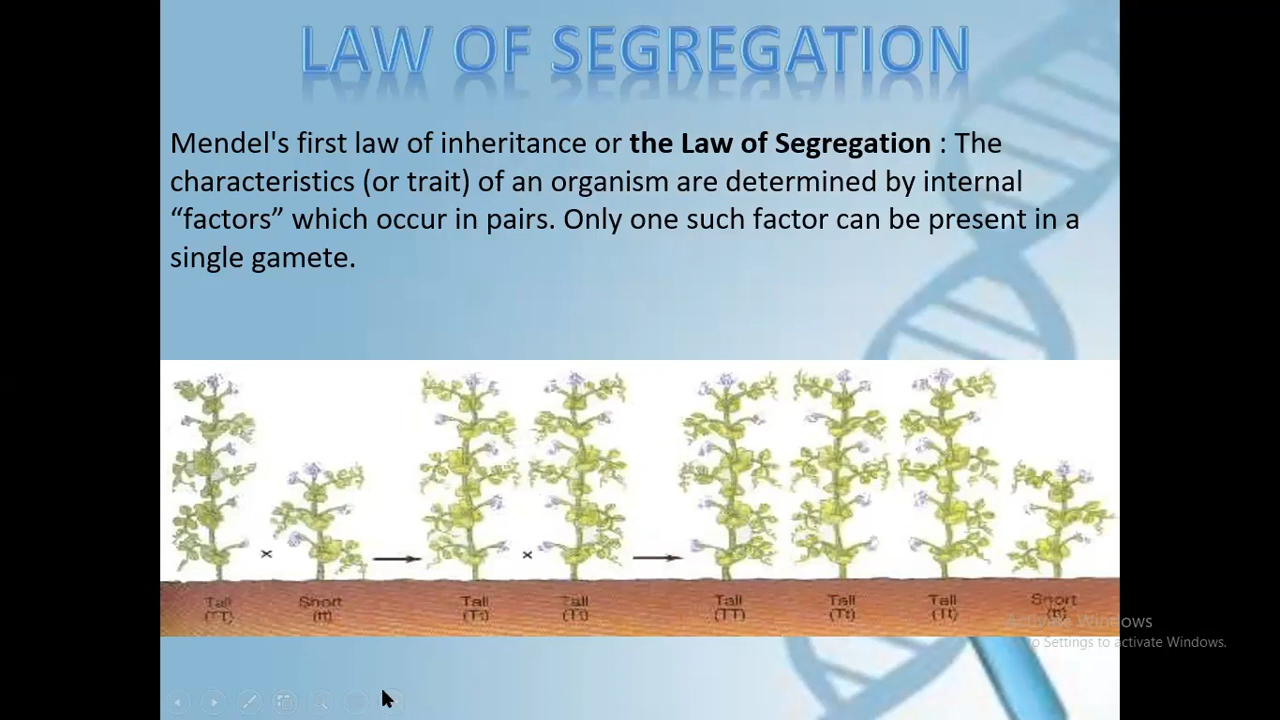 LAW OF SEGREGATION
Mendel's first law of inheritance or the Law of Segregation : The
characteristics (or trait) of an organism are determined by internal
“factors” which occur in pairs. Only one such factor can be present in a
single gamete.
× ×
Tall Short Tall Tall Tall Tall Tall Short
(TT) (tt) (Tt) (Tt) (TT) (Tt) (Tt) (tt)
Activate Windows
to Settings to activate Windows.